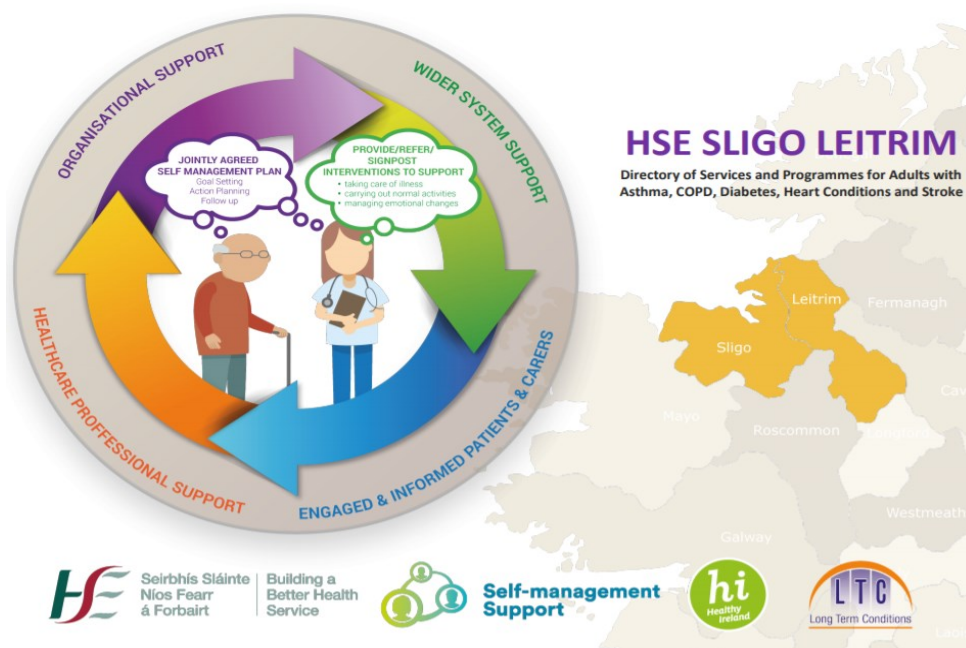 ORGANISATIONAL SUPPORT
WIDER SYSTEM SUPPORT
JOINTLY AGREED
SELF MANAGEMENT PLAN
Goal Setting
Action Planning
Follow up
PROVIDE/REFER/
SIGNPOST
INTERVENTIONS TO SUPPORT
• taking care of illness
• carrying out normal activities
• managing emotional changes
HEALTHCARE PROFFESSIONAL SUPPORT
ENGAGED & INFORMED PATIENTS & CARERS
HSE SLIGO LEITRIM
Directory of Services and Programmes for Adults with
Asthma, COPD, Diabetes, Heart Conditions and Stroke
Leitrim
Fermanagh
Sligo
Cav
Mayo
Roscommon
Longford
Westmeath
Galway
Laoi
HSE
Seirbhís Sláinte
Níos Fearr
á Forbairt
Building a
Better Health
Service
Self-management
Support
hi
Healthy
Ireland
LTC
Long Term Conditions